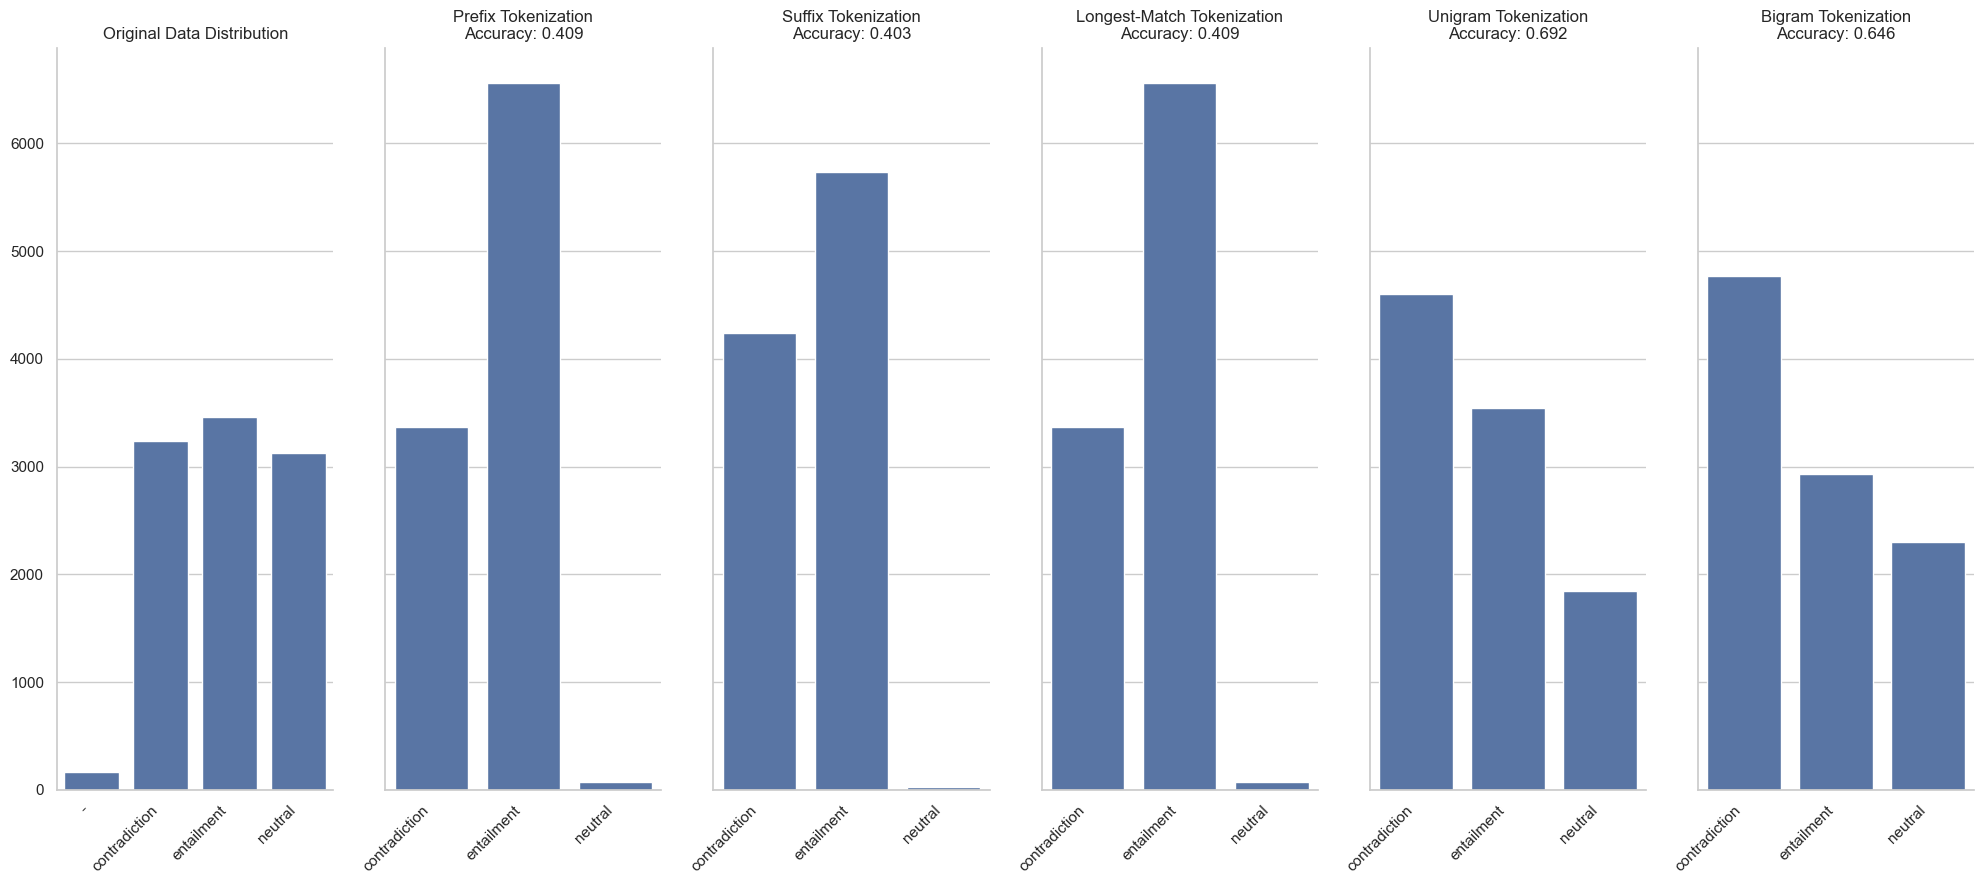 Original Data Distribution
Prefix Tokenization
Accuracy: 0.409
Suffix Tokenization
Accuracy: 0.403
Longest-Match Tokenization
Accuracy: 0.409
Unigram Tokenization
Accuracy: 0.692
Bigram Tokenization
Accuracy: 0.646
6000
5000
4000
3000
2000
1000
0
-
contradiction
entailment
neutral
contradiction
entailment
neutral
contradiction
entailment
neutral
contradiction
entailment
neutral
contradiction
entailment
neutral
contradiction
entailment
neutral